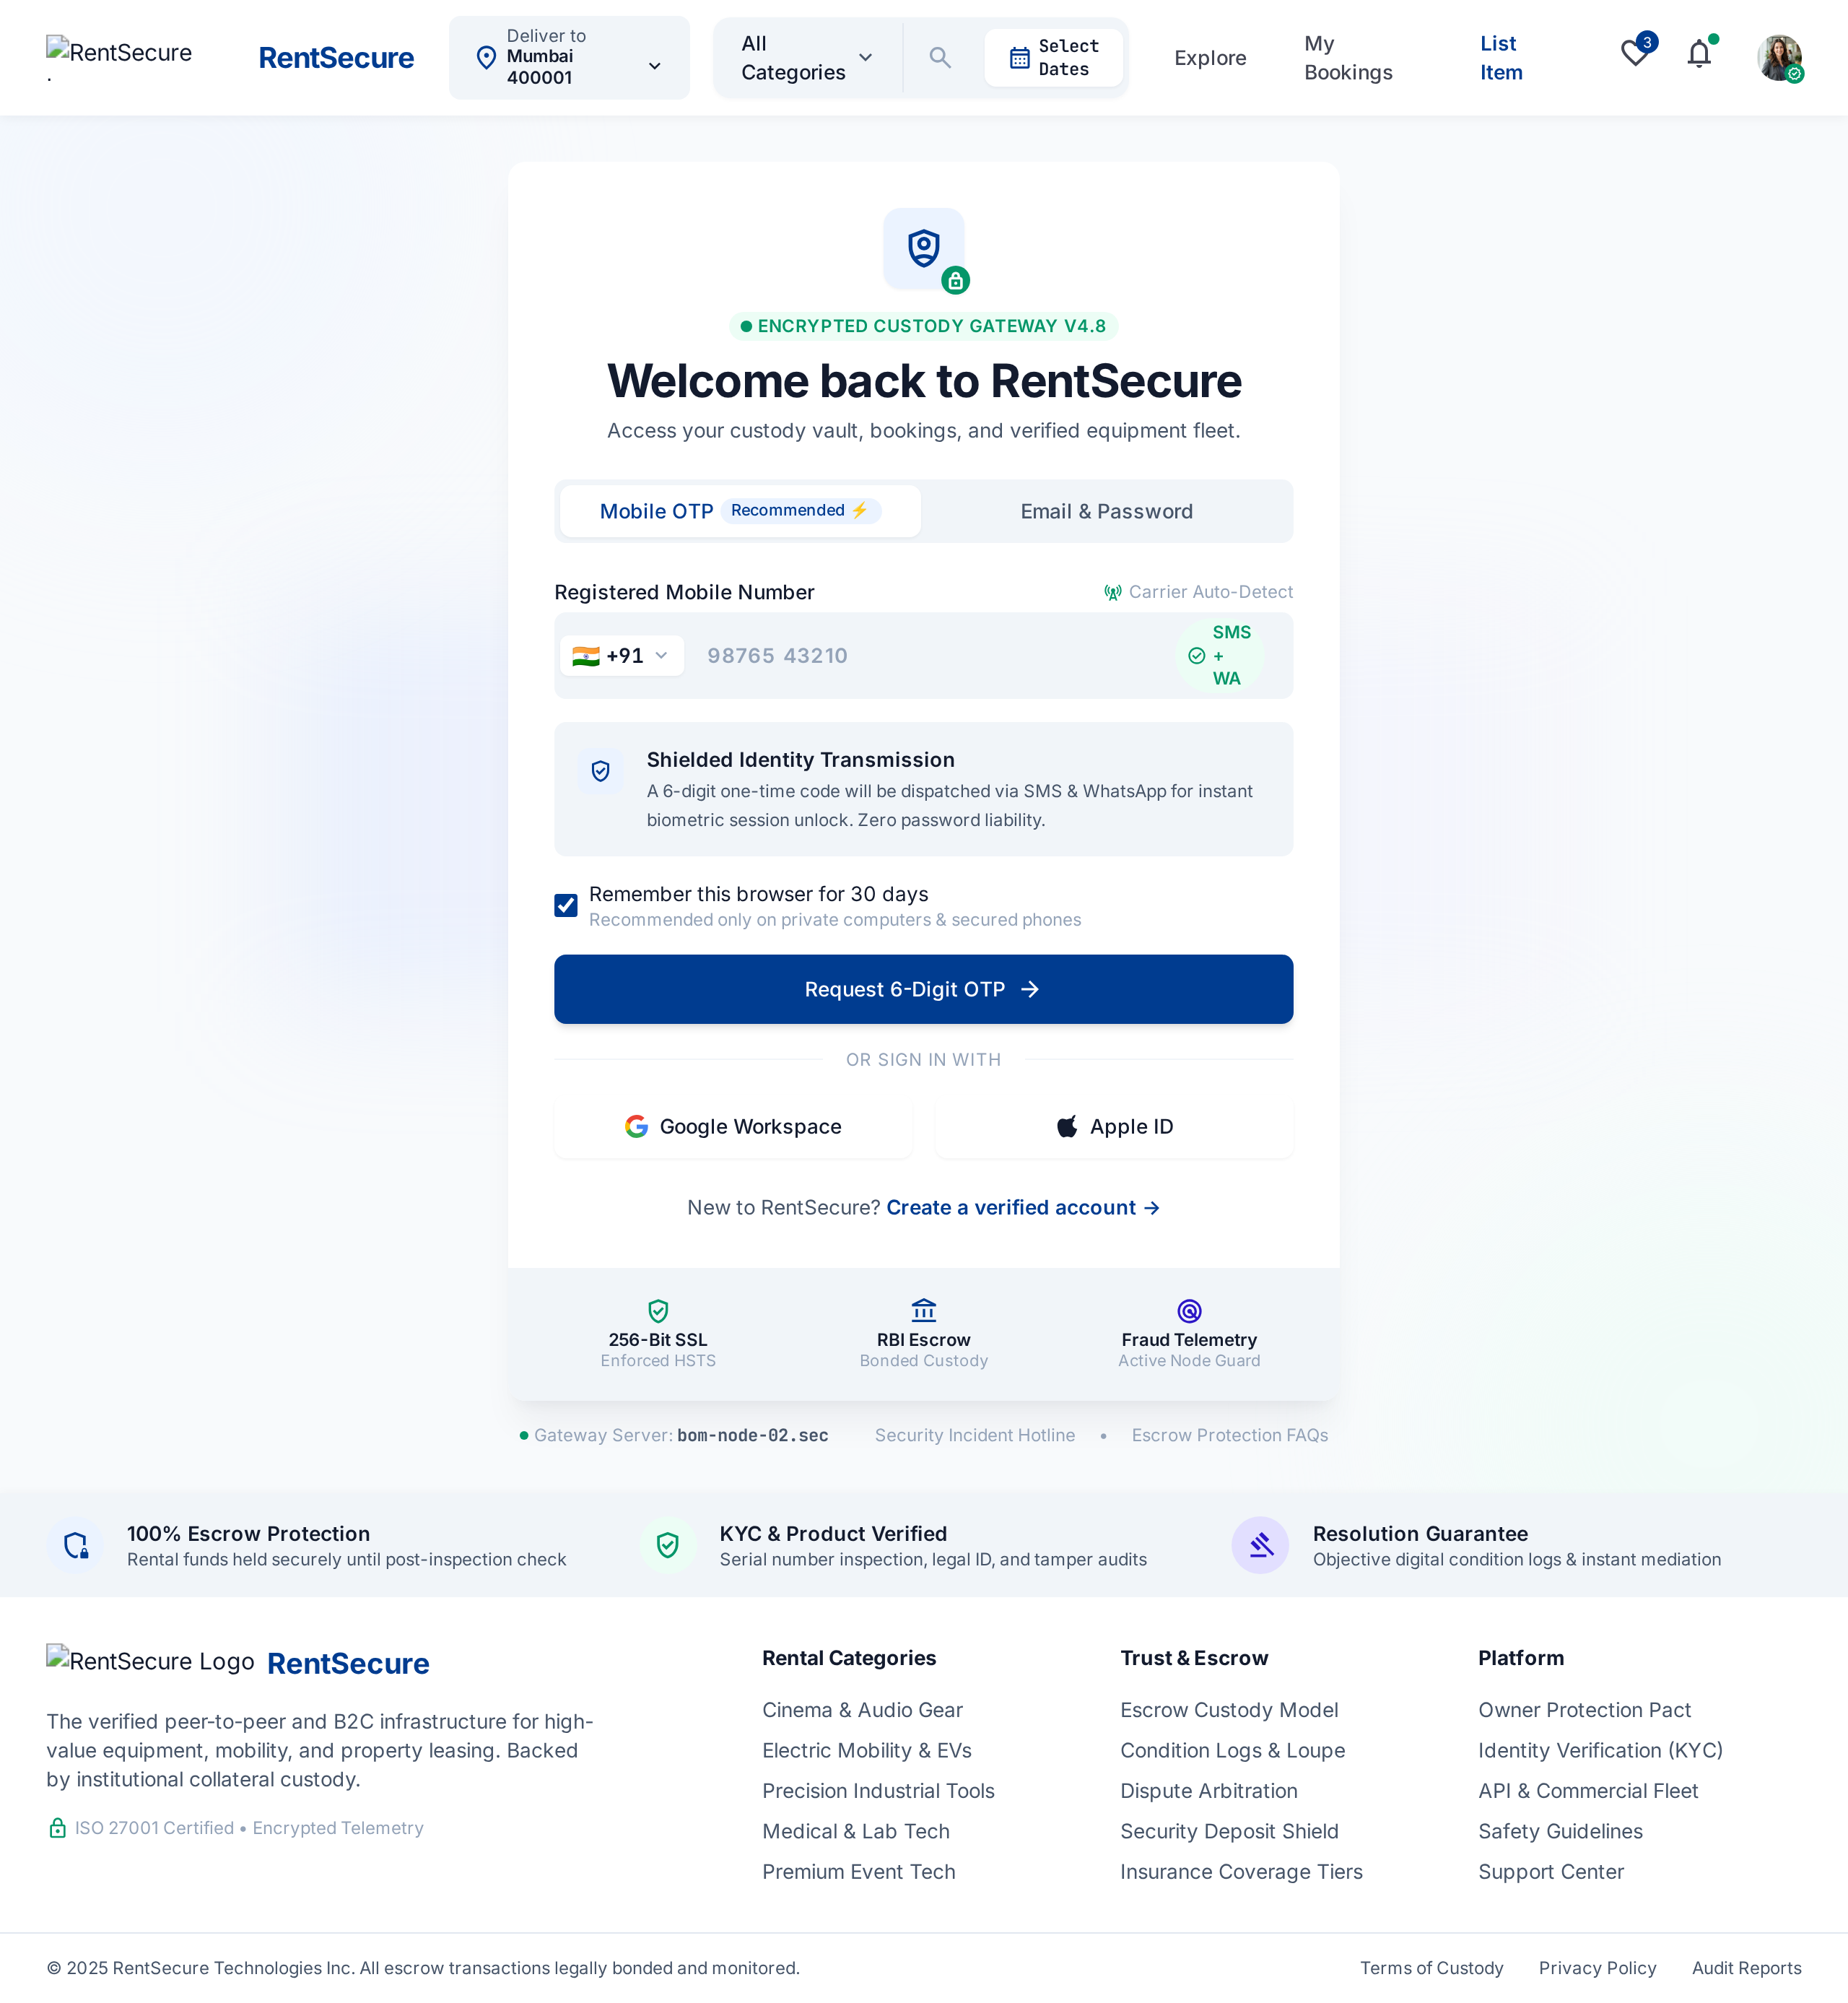 RentSecure
.
RentSecure
Deliver to
Mumbai
400001
All
Categories
Select
Dates
Explore
My
Bookings
List
Item
3
ENCRYPTED CUSTODY GATEWAY V4.8
Welcome back to RentSecure
Access your custody vault, bookings, and verified equipment fleet.
Mobile OTP Recommended ⚡
Email & Password
Registered Mobile Number
Carrier Auto-Detect
🇮🇳 +91
98765 43210
SMS
+
WA
Shielded Identity Transmission
A 6-digit one-time code will be dispatched via SMS & WhatsApp for instant
biometric session unlock. Zero password liability.
Remember this browser for 30 days
Recommended only on private computers & secured phones
Request 6-Digit OTP →
OR SIGN IN WITH
Google Workspace
Apple ID
New to RentSecure? Create a verified account →
256-Bit SSL
Enforced HSTS
RBI Escrow
Bonded Custody
Fraud Telemetry
Active Node Guard
Gateway Server: bom-node-02.sec
Security Incident Hotline • Escrow Protection FAQs
100% Escrow Protection
Rental funds held securely until post-inspection check
KYC & Product Verified
Serial number inspection, legal ID, and tamper audits
Resolution Guarantee
Objective digital condition logs & instant mediation
RentSecure Logo RentSecure
The verified peer-to-peer and B2C infrastructure for high-
value equipment, mobility, and property leasing. Backed
by institutional collateral custody.
ISO 27001 Certified • Encrypted Telemetry
Rental Categories
Cinema & Audio Gear
Electric Mobility & EVs
Precision Industrial Tools
Medical & Lab Tech
Premium Event Tech
Trust & Escrow
Escrow Custody Model
Condition Logs & Loupe
Dispute Arbitration
Security Deposit Shield
Insurance Coverage Tiers
Platform
Owner Protection Pact
Identity Verification (KYC)
API & Commercial Fleet
Safety Guidelines
Support Center
© 2025 RentSecure Technologies Inc. All escrow transactions legally bonded and monitored.
Terms of Custody
Privacy Policy
Audit Reports